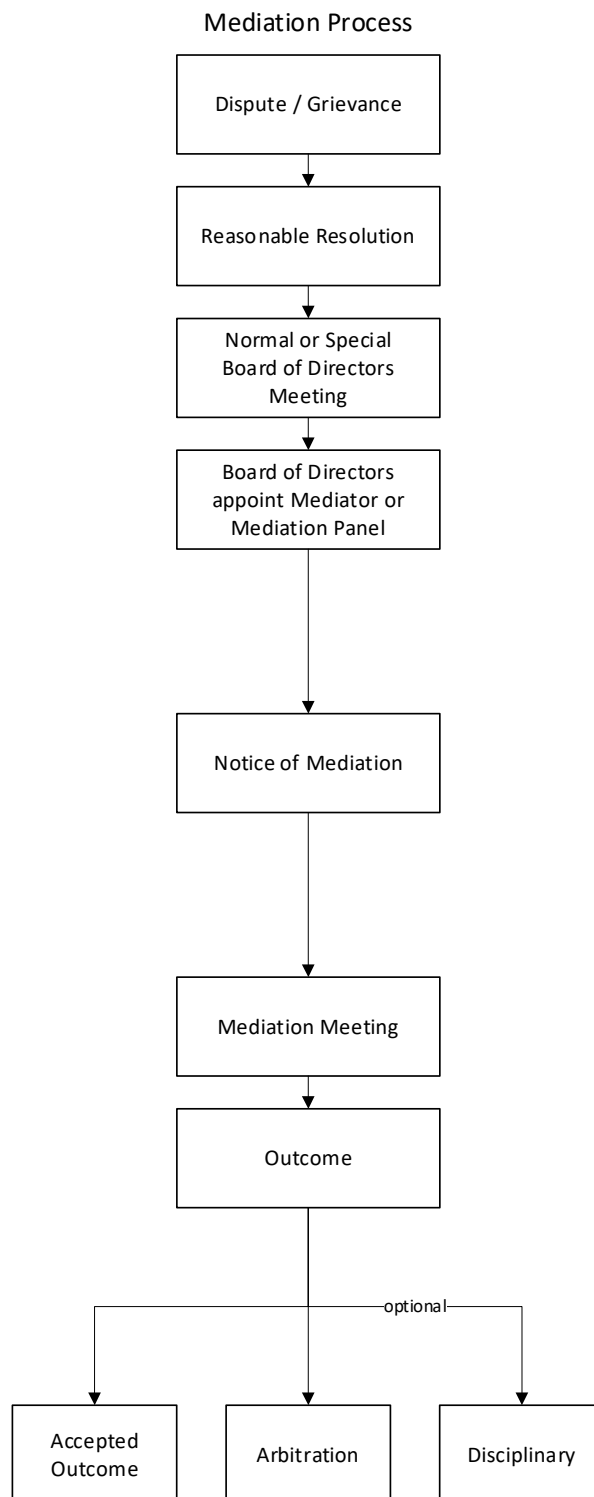 Mediation Process
Dispute / Grievance
Reasonable Resolution
Normal or Special
Board of Directors
Meeting
Board of Directors
appoint Mediator or
Mediation Panel
Notice of Mediation
Mediation Meeting
Outcome
optional
Accepted
Outcome
Arbitration
Disciplinary